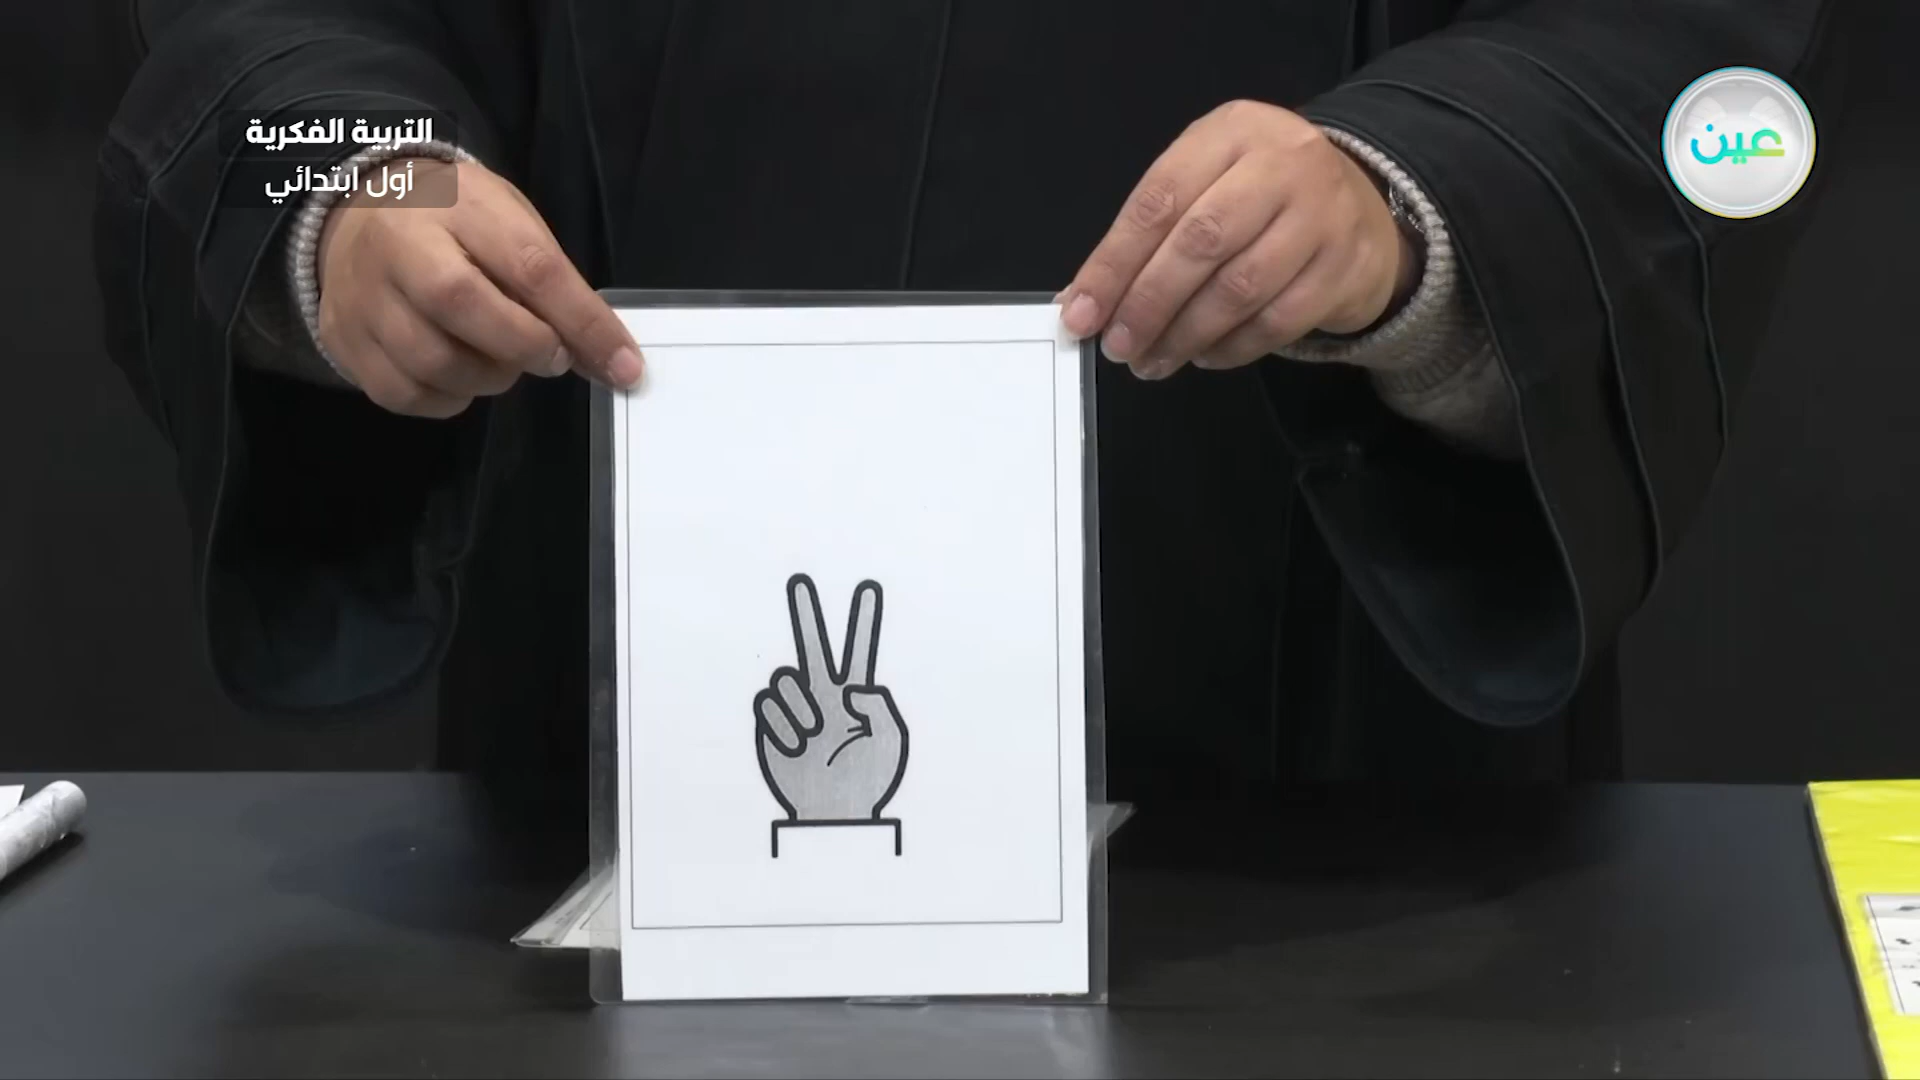 التربية الفكرية
أول ابتدائي
عين